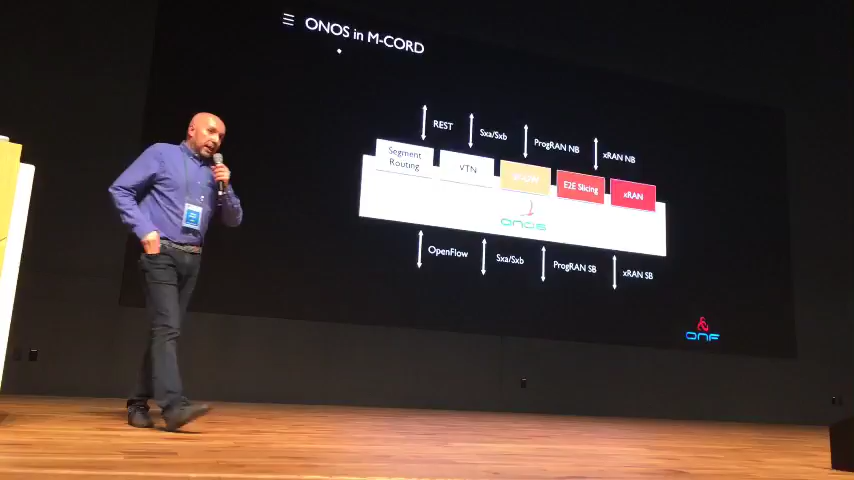 ONOS in M-CORD
REST
Sxa/Sxb
ProgRAN NB
xRAN NB
Segment
Routing
VTN
E2E Slicing
xRAN
onos
OpenFlow
Sxa/Sxb
ProgRAN SB
xRAN SB
ONF